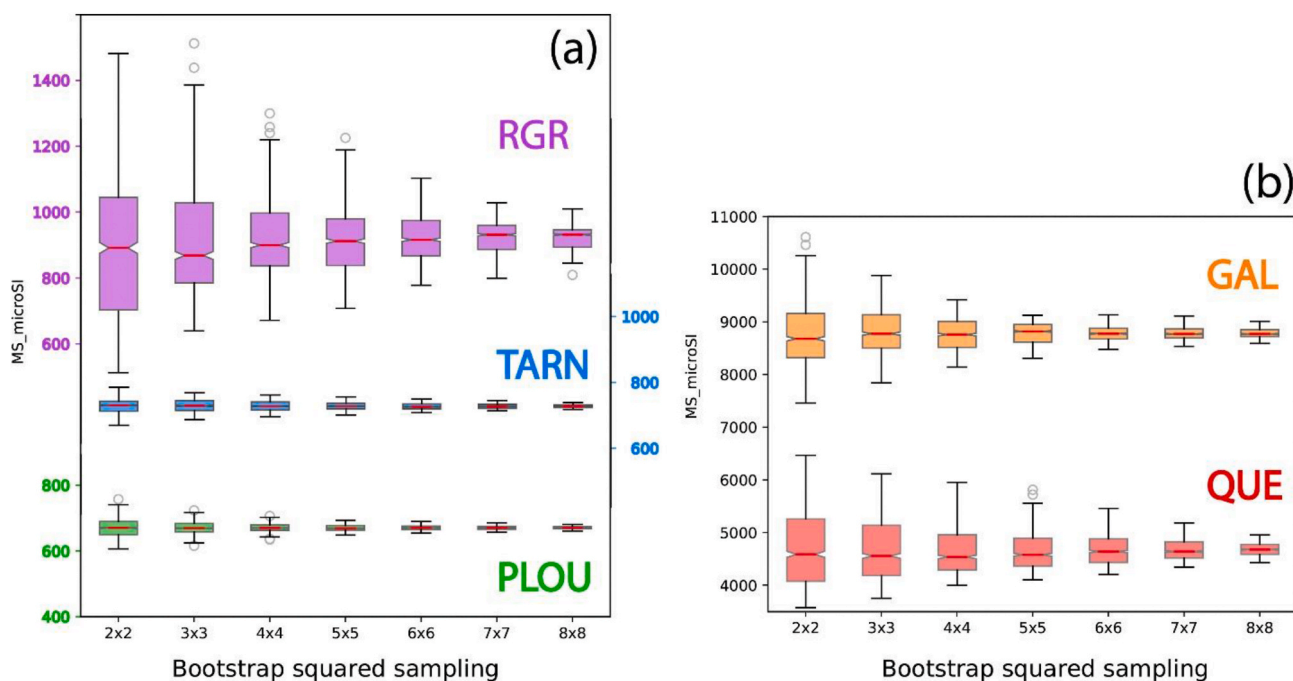 (a)
1400
1200
1000
800
600
RGR
MS_microSI
1000
800
600
TARN
800
600
400
PLOU
2x2 3x3 4x4 5x5 6x6 7x7 8x8
Bootstrap squared sampling
(b)
11000
10000
9000
8000
7000
6000
5000
4000
MS_microSI
GAL
QUE
2x2 3x3 4x4 5x5 6x6 7x7 8x8
Bootstrap squared sampling